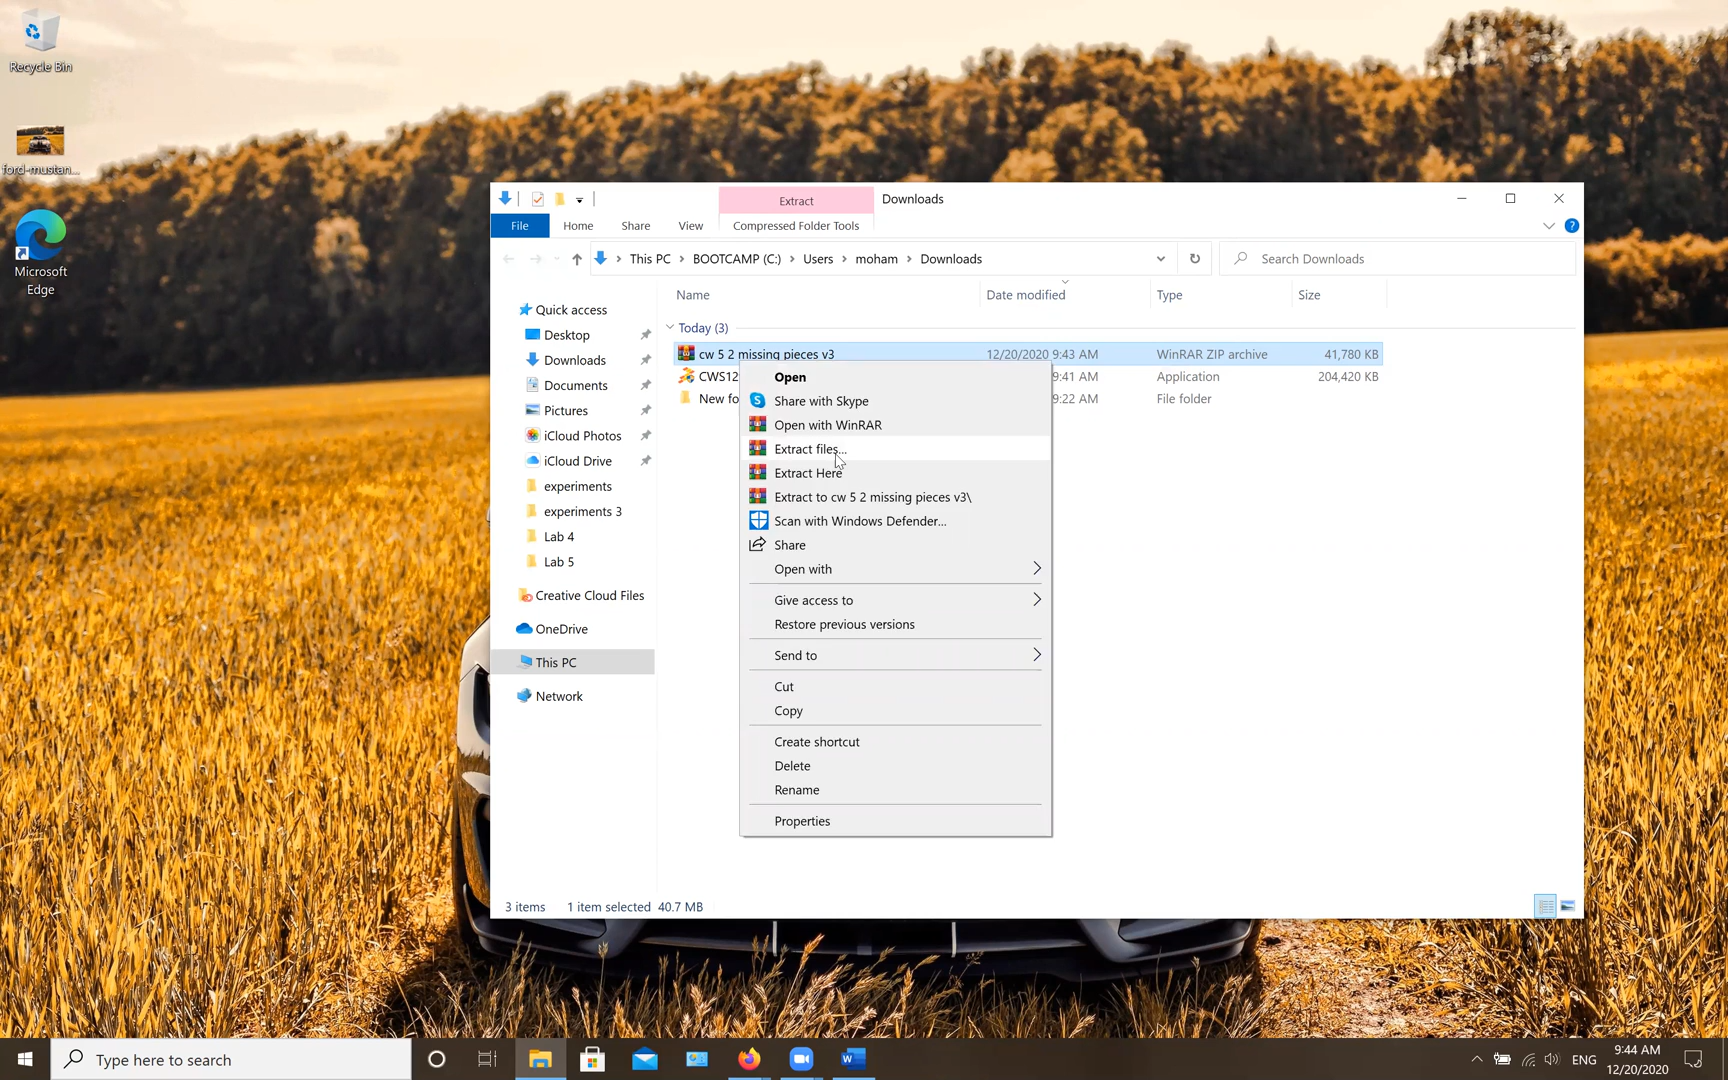 Recycle Bin
ford-mustan...
Microsoft
Edge
Extract
Downloads
File
Home
Share
View
Compressed Folder Tools
This PC
BOOTCAMP (C:)
Users
moham
Downloads
Search Downloads
Name
Date modified
Type
Size
Quick access
Desktop
Downloads
Documents
Pictures
iCloud Photos
iCloud Drive
experiments
experiments 3
Lab 4
Lab 5
Creative Cloud Files
OneDrive
This PC
Network
Today (3)
cw 5 2 missing pieces v3 12/20/2020 9:43 AM WinRAR ZIP archive 41,780 KB
CWS12 9:41 AM Application 204,420 KB
New fo 9:22 AM File folder
Open
Share with Skype
Open with WinRAR
Extract files...
Extract Here
Extract to cw 5 2 missing pieces v3\
Scan with Windows Defender...
Share
Open with
Give access to
Restore previous versions
Send to
Cut
Copy
Create shortcut
Delete
Rename
Properties
3 items 1 item selected 40.7 MB
Type here to search
ENG
9:44 AM
12/20/2020